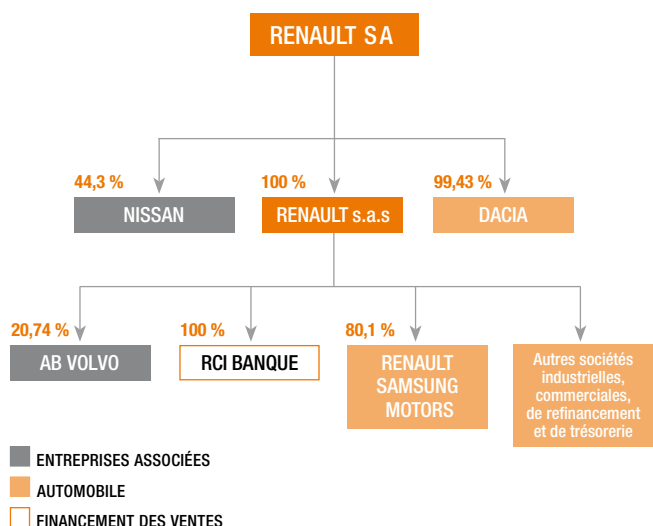 RENAULT SA
44,3 %
NISSAN
100 %
RENAULT s.a.s
99,43 %
DACIA
20,74 %
AB VOLVO
100 %
RCI BANQUE
80,1 %
RENAULT
SAMSUNG
MOTORS
Autres sociétés
industrielles,
commerciales,
de refinancement
et de trésorerie
ENTREPRISES ASSOCIÉES
AUTOMOBILE
FINANCEMENT DES VENTES